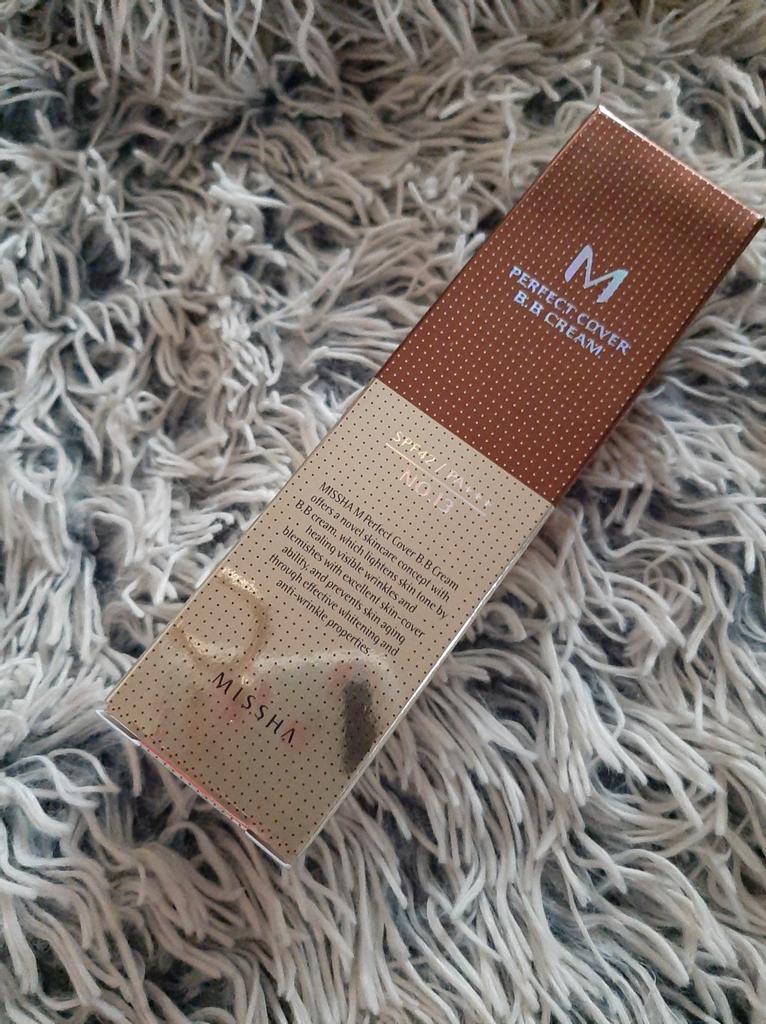 M
PERFECT COVER
B.B CREAM
SPF42 / PA+++
NO.13
MISSHA M Perfect Cover B.B Cream
offers a novel skincare concept with
B.B cream, which lightens skin tone by
healing visible wrinkles and
blemishes with excellent skin-cover
ability, and prevents skin aging
through effective whitening and
anti-wrinkle properties.
MISSHA